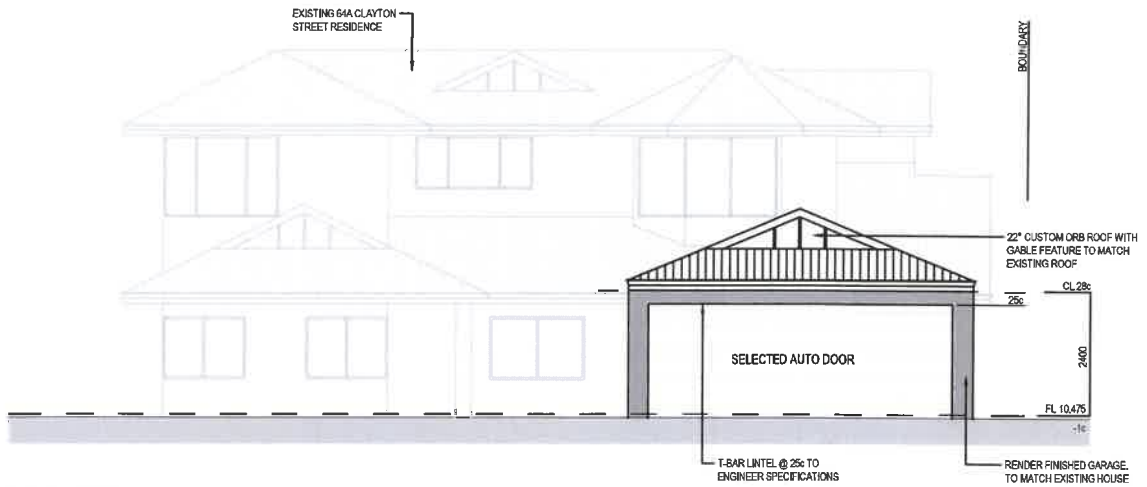 EXISTING 64A CLAYTON
STREET RESIDENCE
BOUNDARY
22° CUSTOM ORB ROOF WITH
GABLE FEATURE TO MATCH
EXISTING ROOF
CL 28c
25c
2400
SELECTED AUTO DOOR
FL 10.475
-1c
T-BAR LINTEL @ 25c TO
ENGINEER SPECIFICATIONS
RENDER FINISHED GARAGE.
TO MATCH EXISTING HOUSE